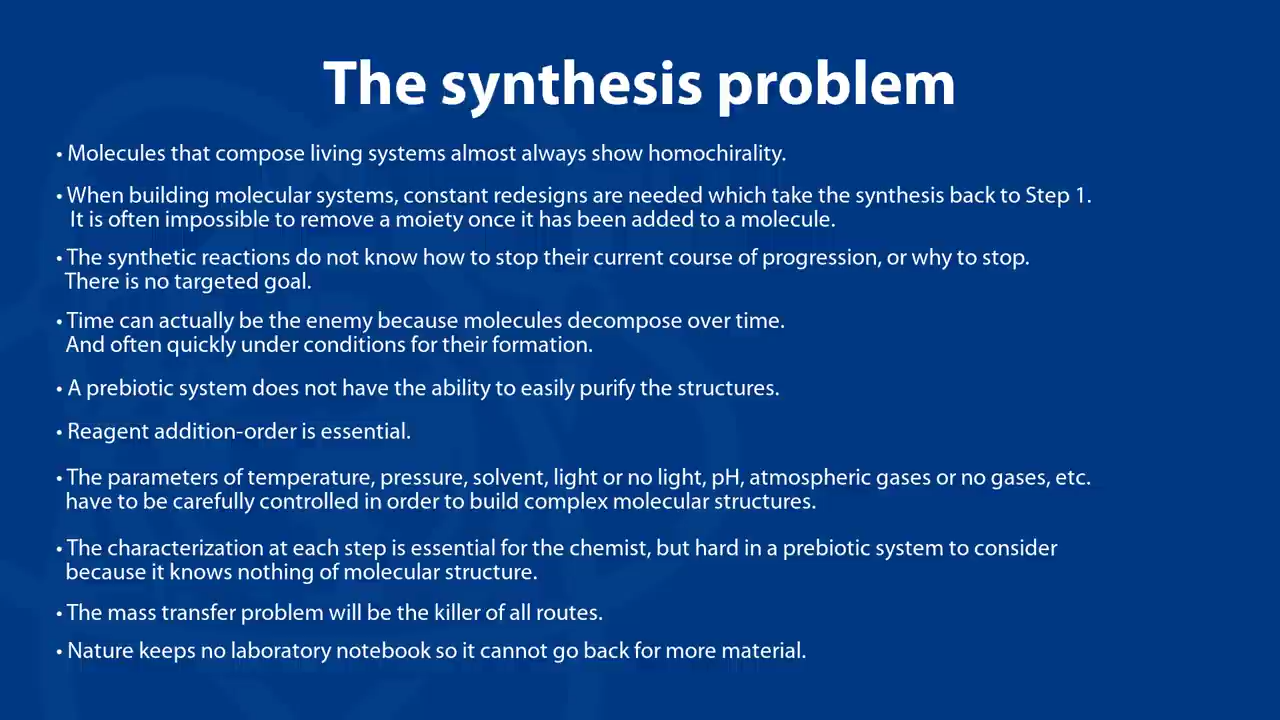 The synthesis problem
• Molecules that compose living systems almost always show homochirality.
• When building molecular systems, constant redesigns are needed which take the synthesis back to Step 1.
It is often impossible to remove a moiety once it has been added to a molecule.
• The synthetic reactions do not know how to stop their current course of progression, or why to stop.
There is no targeted goal.
• Time can actually be the enemy because molecules decompose over time.
And often quickly under conditions for their formation.
• A prebiotic system does not have the ability to easily purify the structures.
• Reagent addition-order is essential.
• The parameters of temperature, pressure, solvent, light or no light, pH, atmospheric gases or no gases, etc.
have to be carefully controlled in order to build complex molecular structures.
• The characterization at each step is essential for the chemist, but hard in a prebiotic system to consider
because it knows nothing of molecular structure.
• The mass transfer problem will be the killer of all routes.
• Nature keeps no laboratory notebook so it cannot go back for more material.